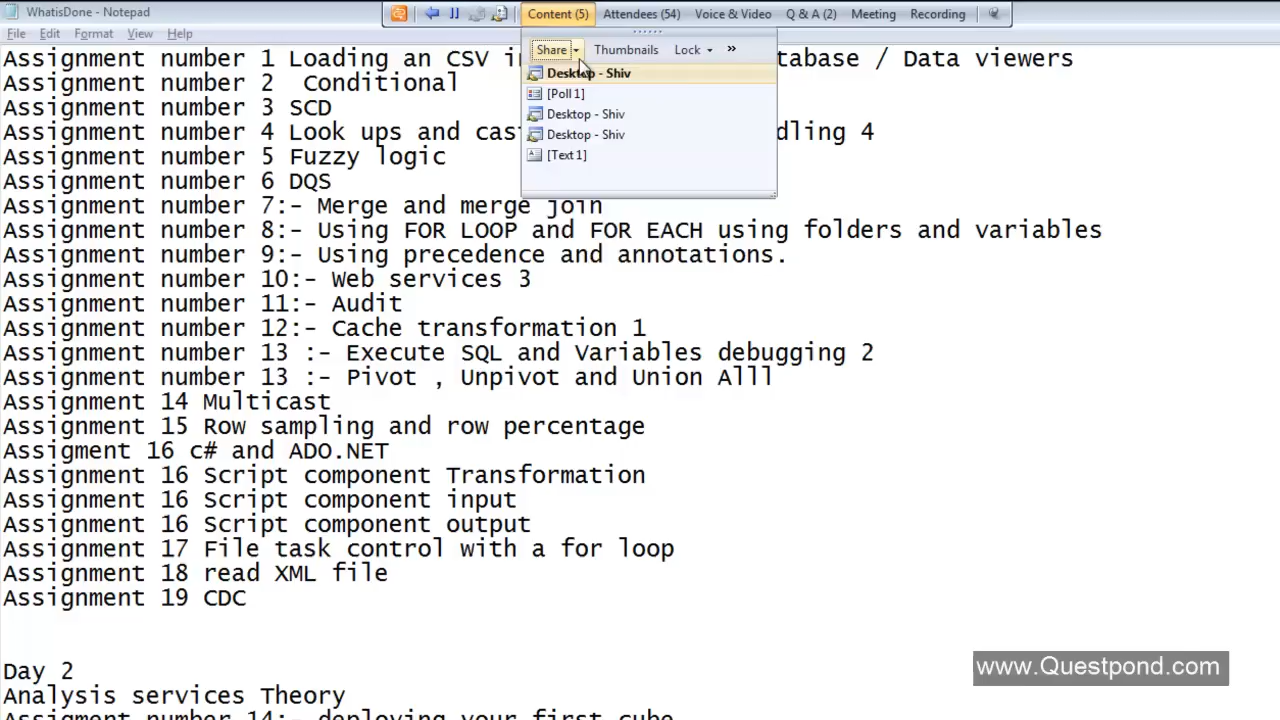 WhatisDone - Notepad
Content (5) Attendees (54) Voice & Video Q & A (2) Meeting Recording
File Edit Format View Help
Share Thumbnails Lock »
Desktop - Shiv
[Poll 1]
Desktop - Shiv
Desktop - Shiv
[Text 1]
Assignment number 1 Loading an CSV in tabase / Data viewers
Assignment number 2 Conditional
Assignment number 3 SCD
Assignment number 4 Look ups and cas dling 4
Assignment number 5 Fuzzy logic
Assignment number 6 DQS
Assignment number 7:- Merge and merge join
Assignment number 8:- Using FOR LOOP and FOR EACH using folders and variables
Assignment number 9:- Using precedence and annotations.
Assignment number 10:- Web services 3
Assignment number 11:- Audit
Assignment number 12:- Cache transformation 1
Assignment number 13 :- Execute SQL and Variables debugging 2
Assignment number 13 :- Pivot , Unpivot and Union Alll
Assignment 14 Multicast
Assignment 15 Row sampling and row percentage
Assigment 16 c# and ADO.NET
Assignment 16 Script component Transformation
Assignment 16 Script component input
Assignment 16 Script component output
Assignment 17 File task control with a for loop
Assignment 18 read XML file
Assignment 19 CDC
Day 2
Analysis services Theory
Assigment number 14:- deploying your first cube
www.Questpond.com